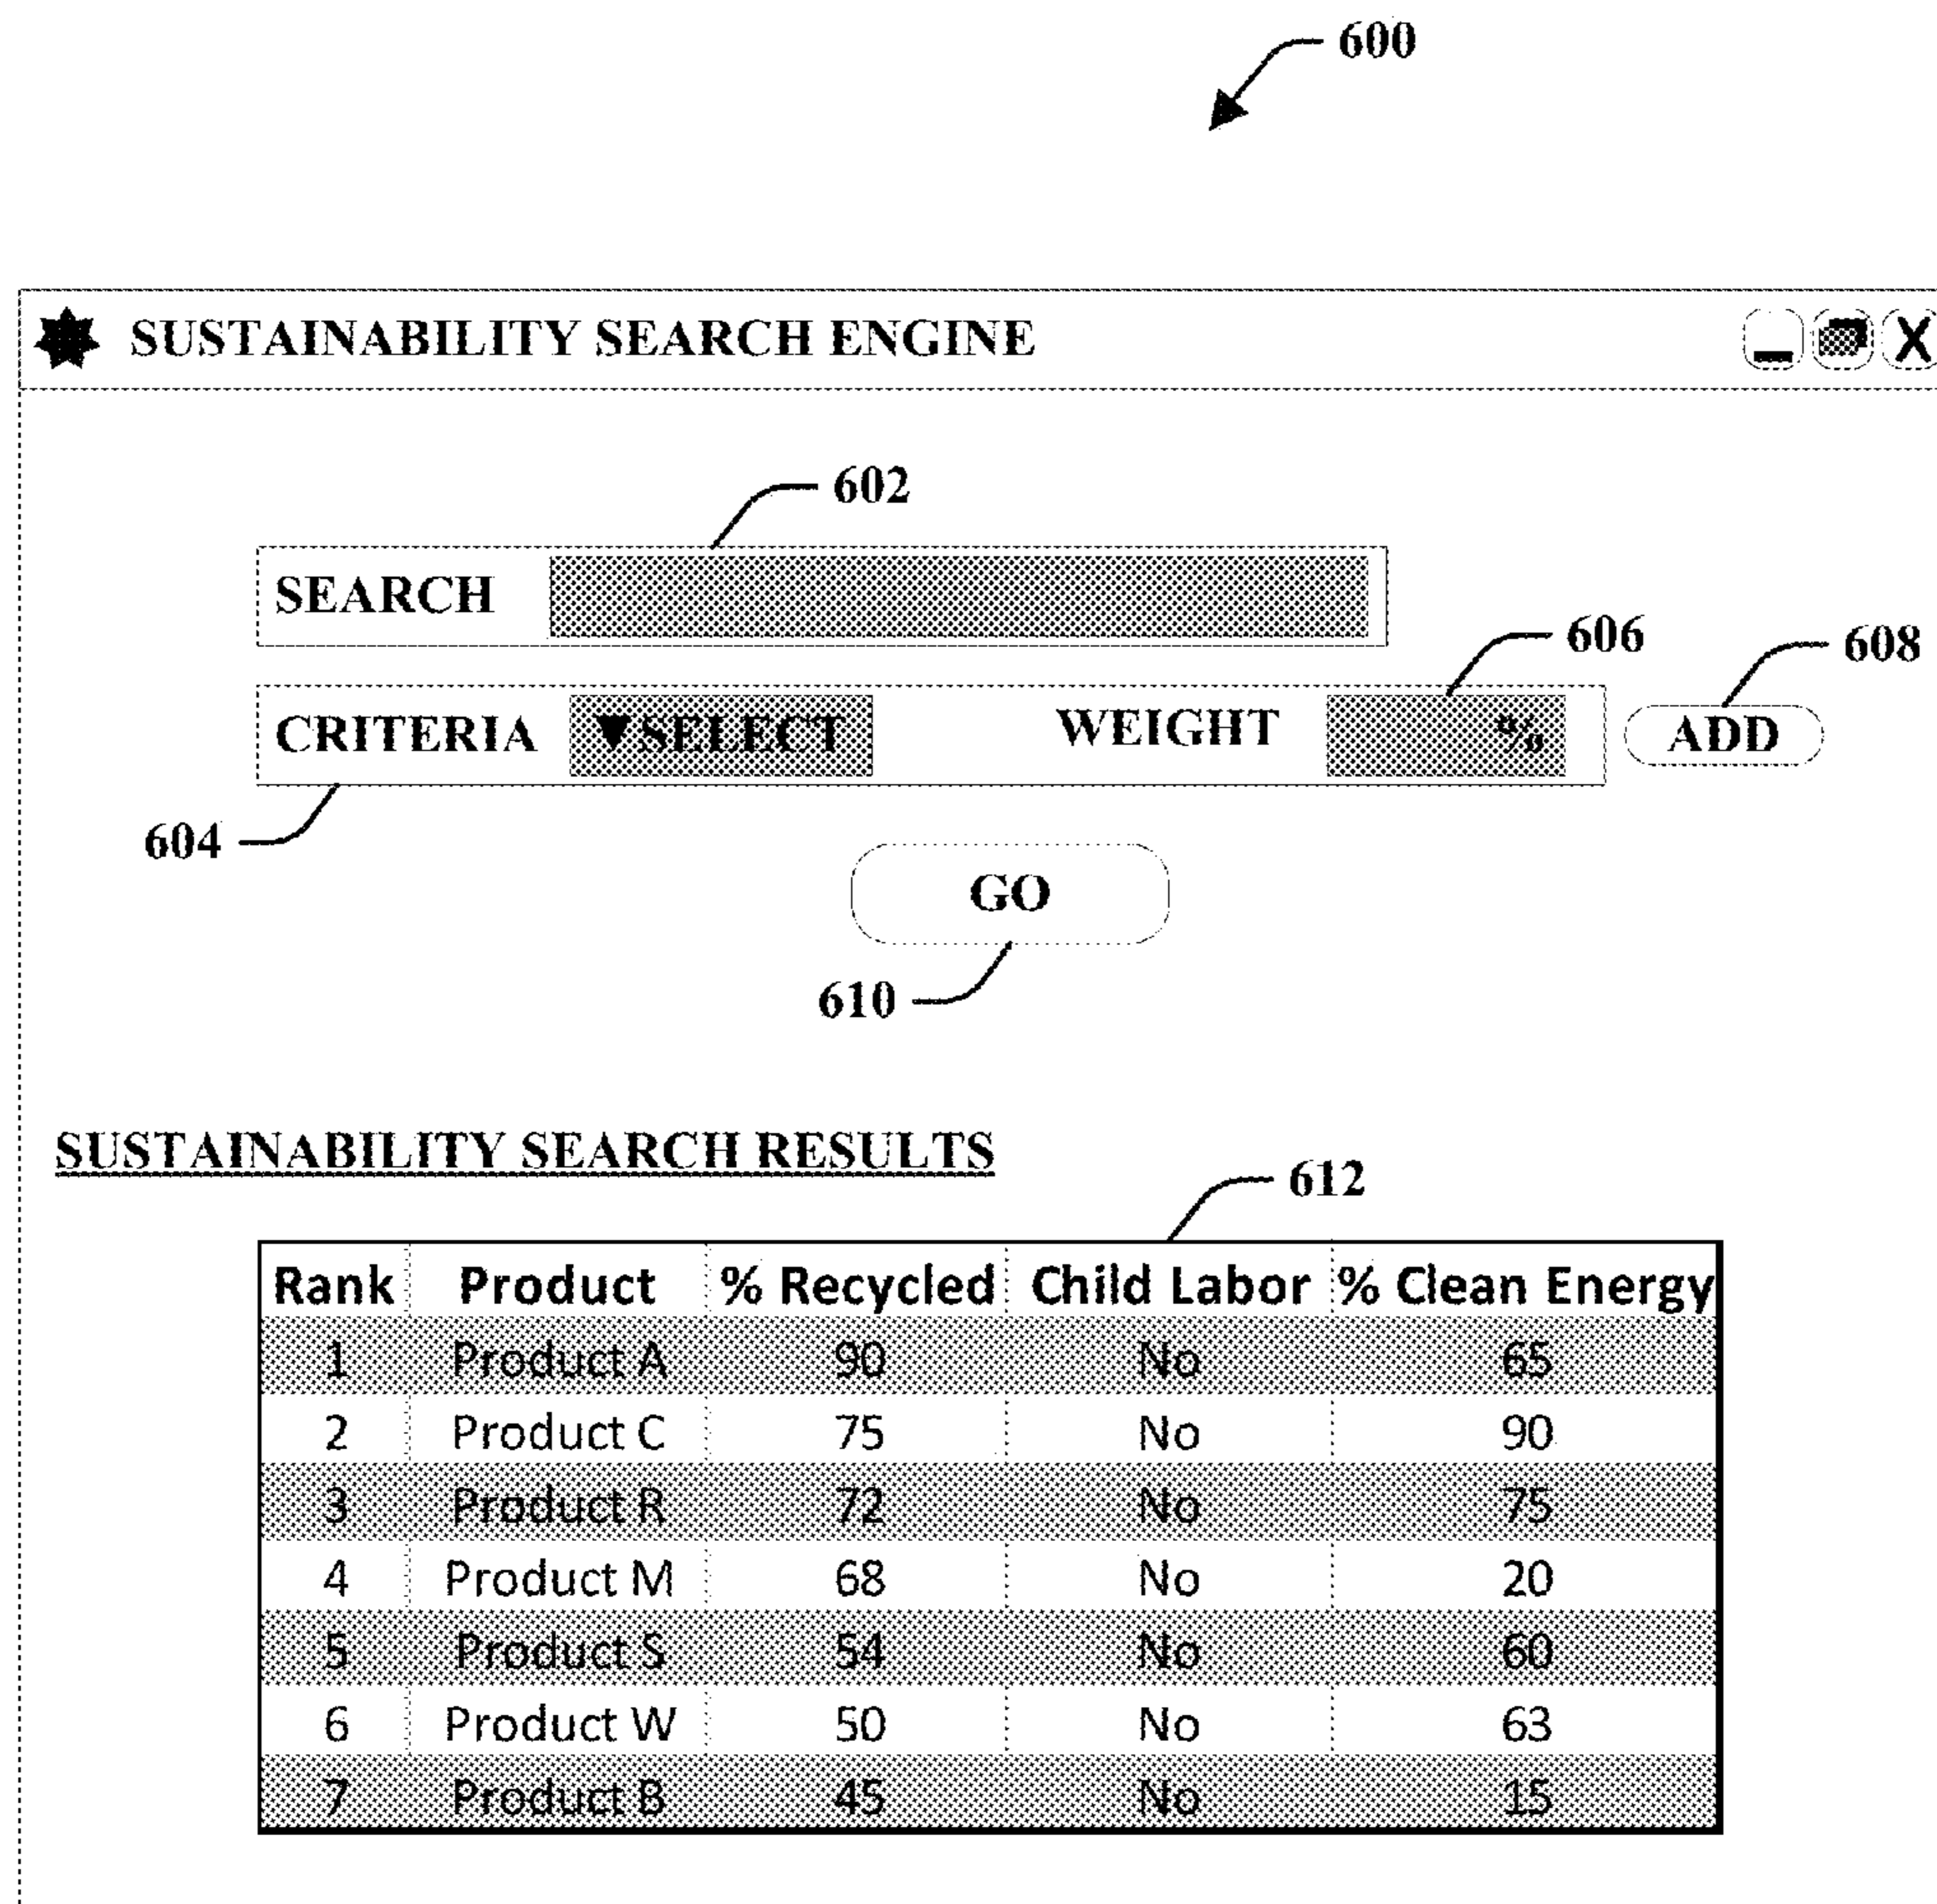 600
SUSTAINABILITY SEARCH ENGINE X
602
SEARCH
606
608
CRITERIA ▼SELECT WEIGHT % ADD
604
GO
610
SUSTAINABILITY SEARCH RESULTS
612
Rank Product % Recycled Child Labor % Clean Energy
1 Product A 90 No 65
2 Product C 75 No 90
3 Product R 72 No 75
4 Product M 68 No 20
5 Product S 54 No 60
6 Product W 50 No 63
7 Product B 45 No 15